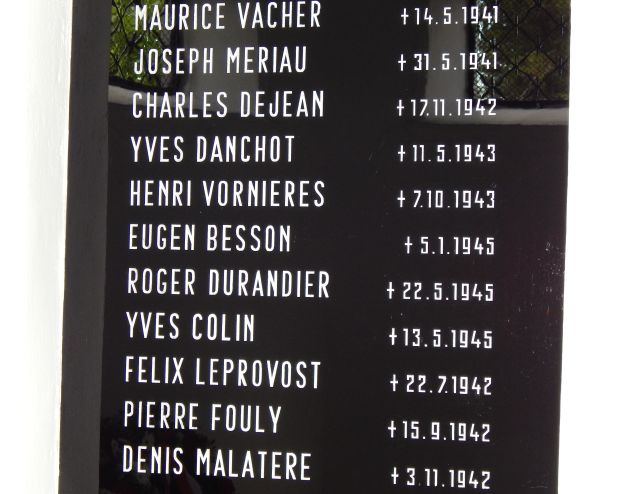 MAURICE VACHER †14.5.1941
JOSEPH MERIAU †31.5.1941
CHARLES DEJEAN †17.11.1942
YVES DANCHOT †11.5.1943
HENRI VORNIERES †7.10.1943
EUGEN BESSON †5.1.1945
ROGER DURANDIER †22.5.1945
YVES COLIN †13.5.1945
FELIX LEPROVOST †22.7.1942
PIERRE FOULY †15.9.1942
DENIS MALATERE †3.11.1942